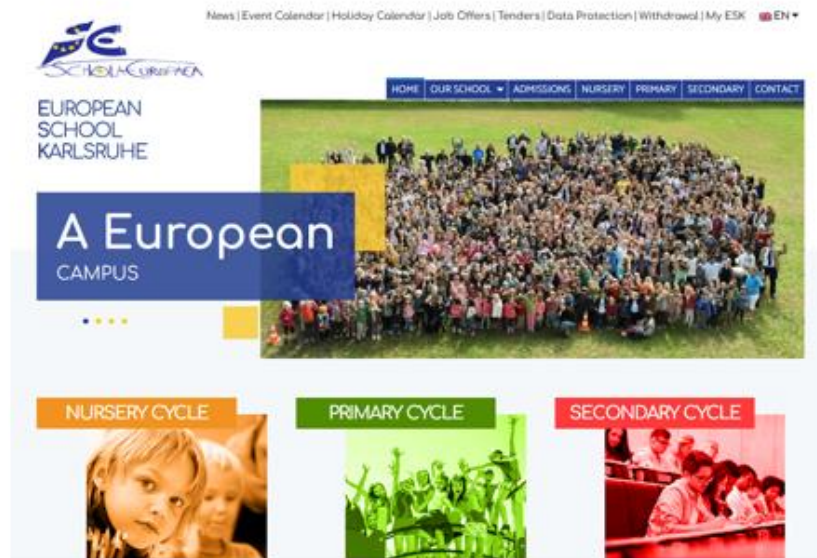 News | Event Calendar | Holiday Calendar | Job Offers | Tenders | Data Protection | Withdrawal | My ESK EN
SCHOLA EUROPAEA
HOME OUR SCHOOL ADMISSIONS NURSERY PRIMARY SECONDARY CONTACT
EUROPEAN
SCHOOL
KARLSRUHE
A European
CAMPUS
NURSERY CYCLE PRIMARY CYCLE SECONDARY CYCLE